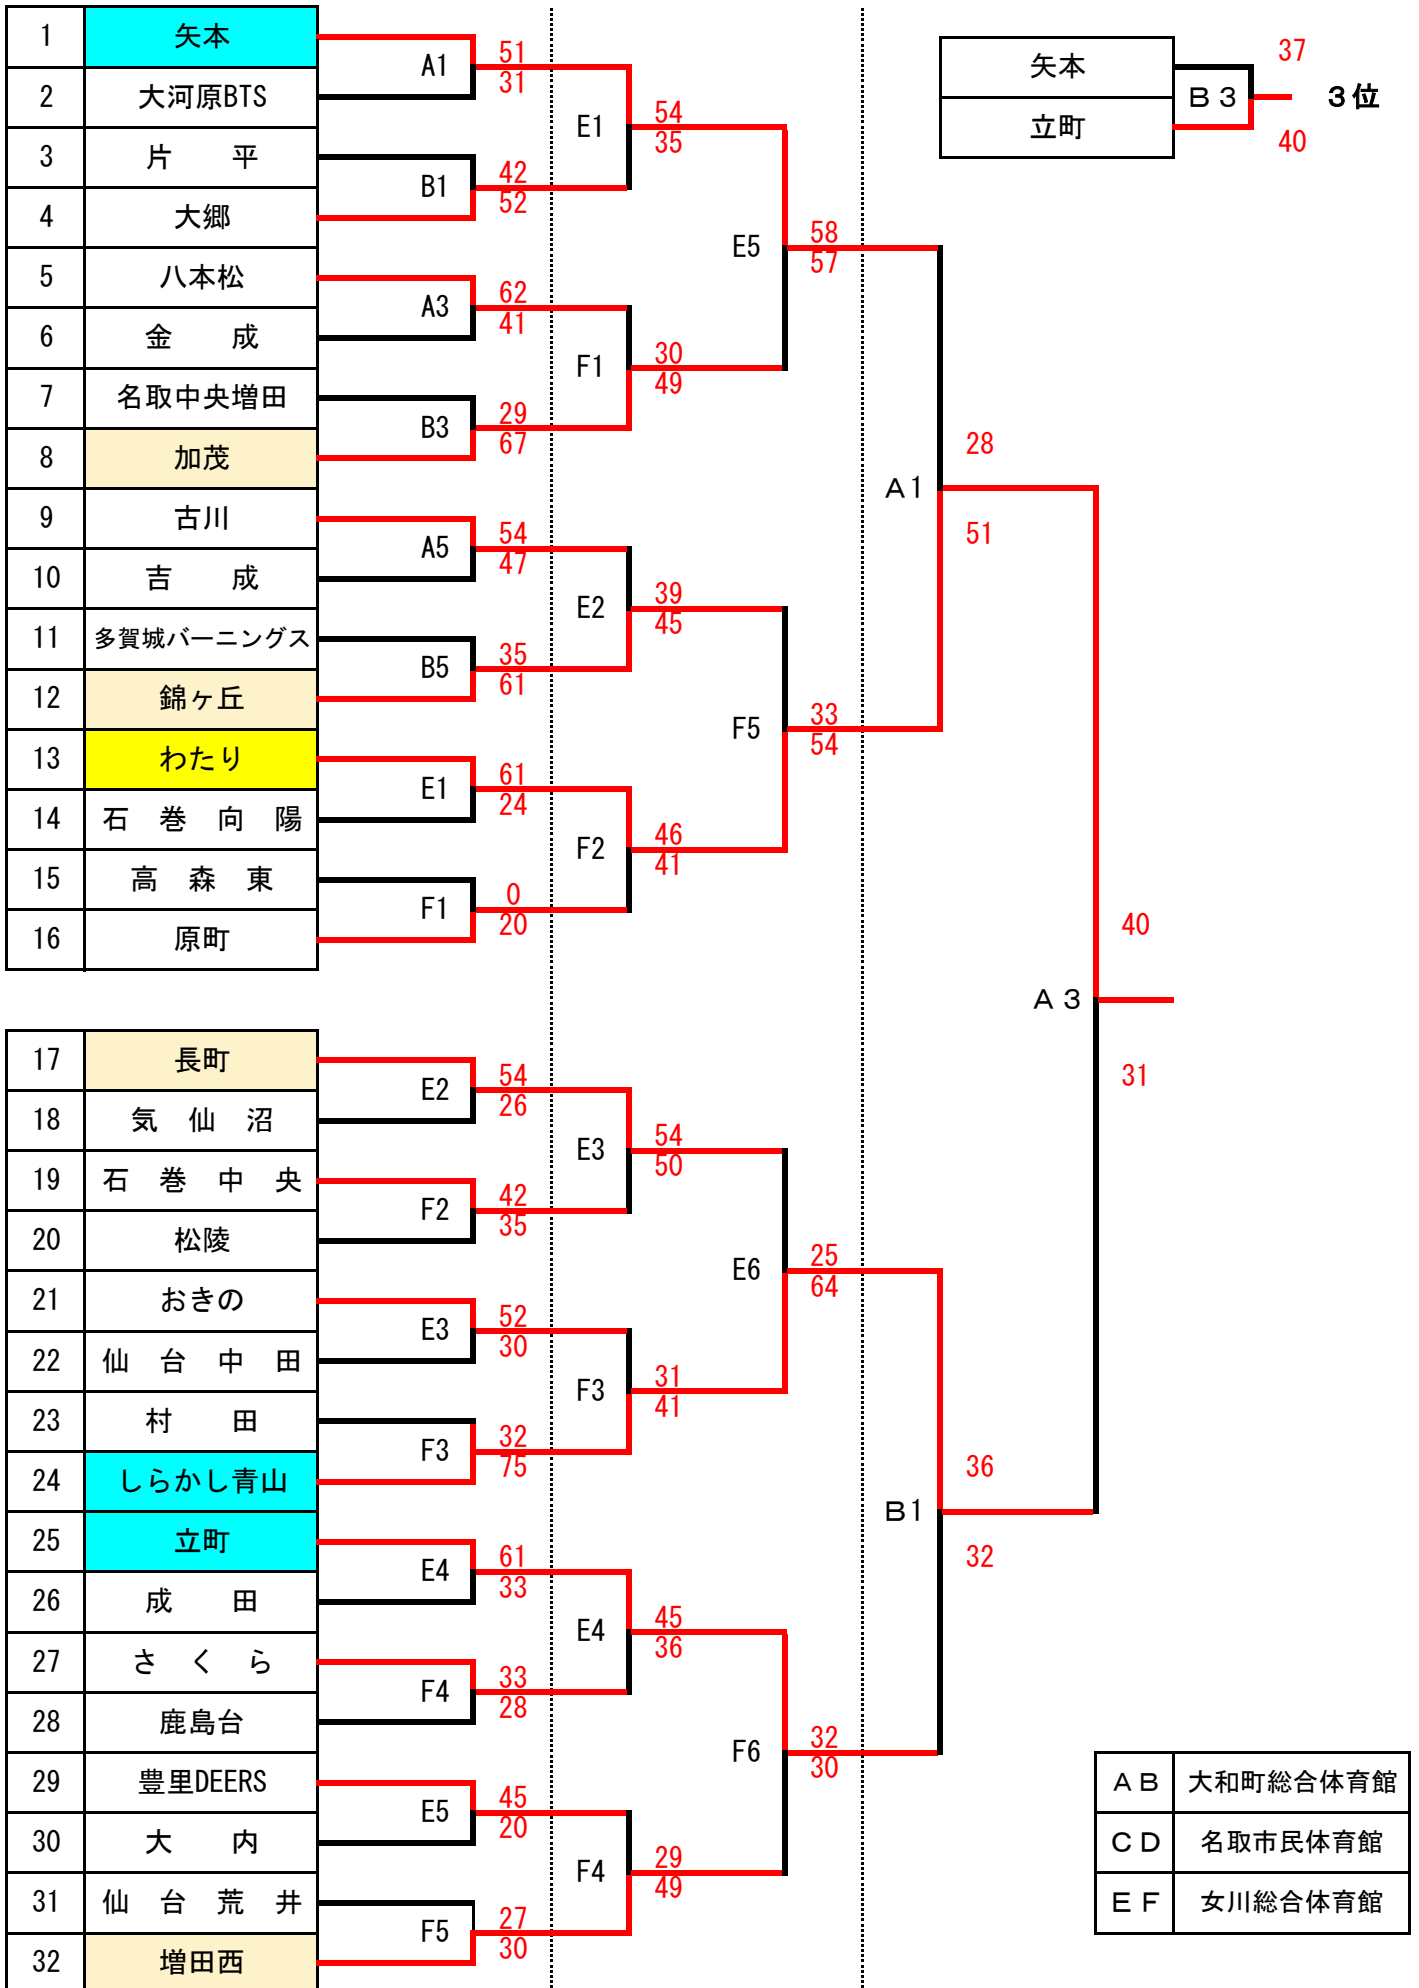 1 矢本
2 大河原BTS
3 片　平
4 大郷
5 八本松
6 金　成
7 名取中央増田
8 加茂
9 古川
10 吉　成
11 多賀城バーニングス
12 錦ヶ丘
13 わたり
14 石　巻　向　陽
15 高　森　東
16 原町
17 長町
18 気　仙　沼
19 石　巻　中　央
20 松陵
21 おきの
22 仙　台　中　田
23 村　田
24 しらかし青山
25 立町
26 成　田
27 さ　く　ら
28 鹿島台
29 豊里DEERS
30 大　内
31 仙　台　荒　井
32 増田西
A1 51
31
B1 42
52
A3 62
41
B3 29
67
A5 54
47
B5 35
61
E1 61
24
F1 0
20
E2 54
26
F2 42
35
E3 52
30
F3 32
75
E4 61
33
F4 33
28
E5 45
20
F5 27
30
E1 54
35
F1 30
49
E2 39
45
F2 46
41
E3 54
50
F3 31
41
E4 45
36
F4 29
49
E5 58
57
F5 33
54
E6 25
64
F6 32
30
A1 28
51
B1 36
32
A3 40
31
矢本 37
B3 3位
立町 40
AB 大和町総合体育館
CD 名取市民体育館
EF 女川総合体育館